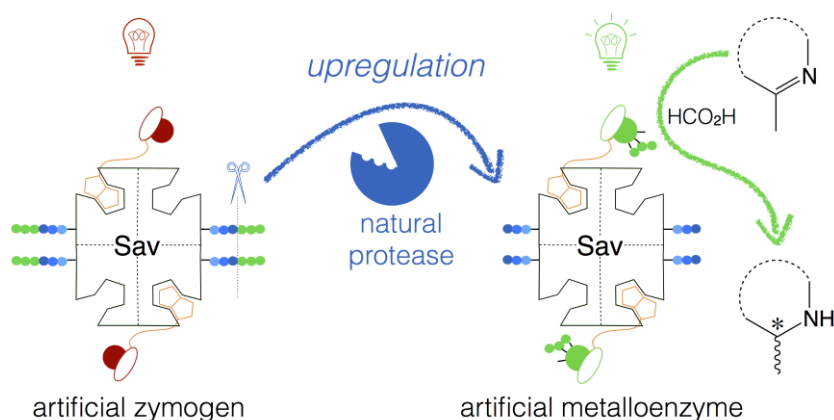 upregulation
HCO₂H
N
natural
protease
Sav
Sav
*
NH
artificial zymogen
artificial metalloenzyme